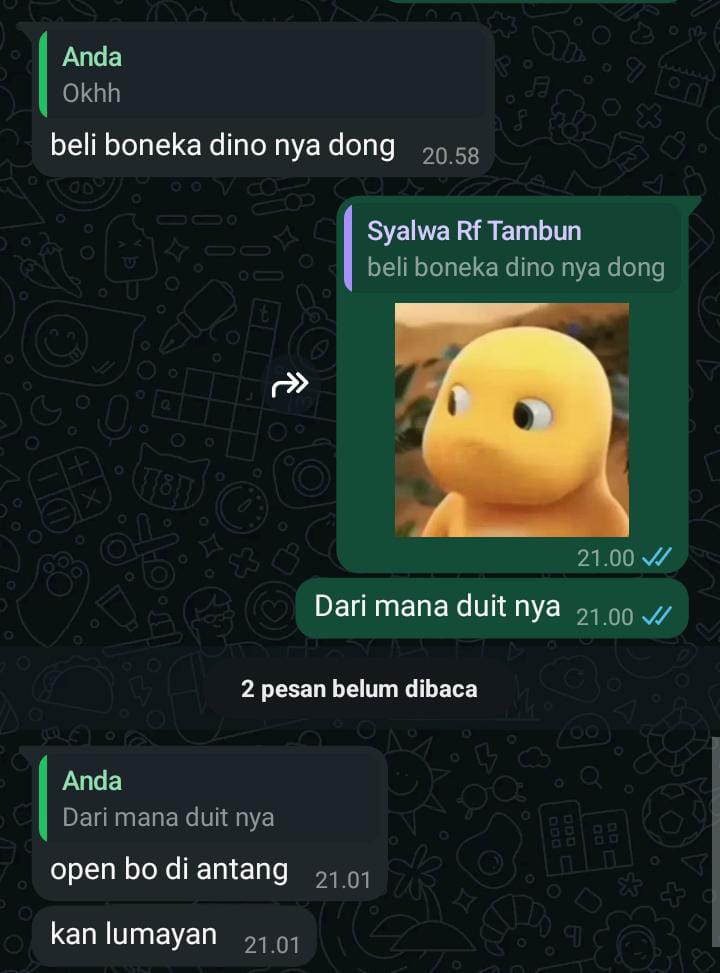 Anda
Okhh
beli boneka dino nya dong 20.58
Syalwa Rf Tambun
beli boneka dino nya dong
21.00
Dari mana duit nya 21.00
2 pesan belum dibaca
Anda
Dari mana duit nya
open bo di antang 21.01
kan lumayan 21.01